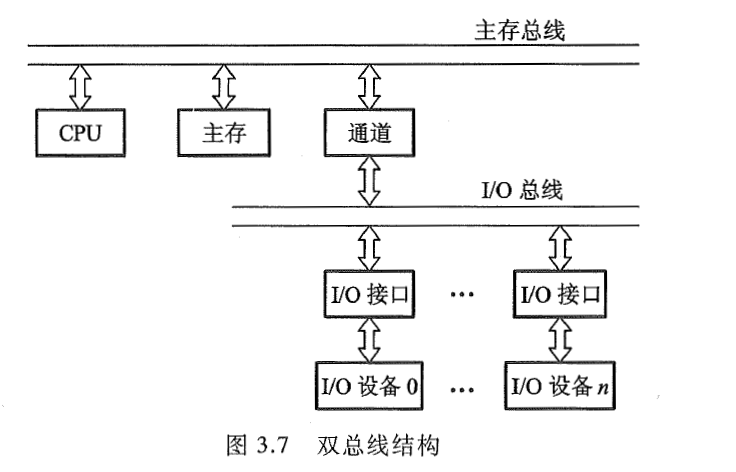 主存总线
CPU 主存 通道
I/O 总线
I/O 接口 … I/O 接口
I/O 设备 0 … I/O 设备 n
图 3.7 双总线结构